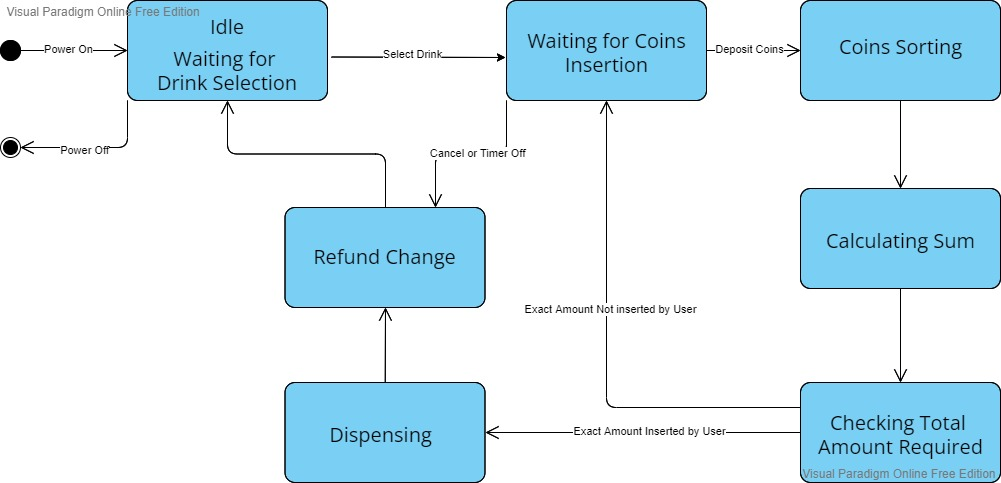 Visual Paradigm Online Free Edition
Idle
Waiting for
Drink Selection
Power On
Select Drink
Waiting for Coins
Insertion
Deposit Coins
Coins Sorting
Power Off
Cancel or Timer Off
Refund Change
Calculating Sum
Exact Amount Not inserted by User
Dispensing
Exact Amount Inserted by User
Checking Total
Amount Required
Visual Paradigm Online Free Edition